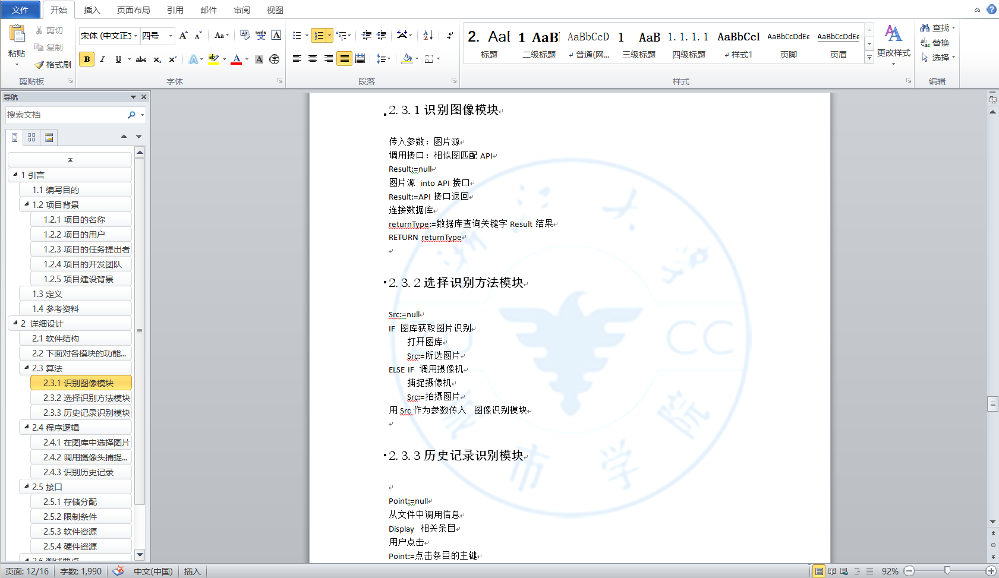 文件 开始 插入 页面布局 引用 邮件 审阅 视图
粘贴 剪切 复制 格式刷
宋体 (中文正文 四号
2. AaI 1 AaB AaBbCcD 1 AaB 1. 1. 1. 1 AaBbCcI AaBbCcDdEe AaBbCcDdEe
标题 二级标题 普通(网... 三级标题 四级标题 样式1 页脚 页眉
更改样式
查找
替换
选择
剪贴板 字体 段落 样式 编辑
导航
搜索文档
1 引言
1.1 编写目的
1.2 项目背景
1.2.1 项目的名称
1.2.2 项目的用户
1.2.3 项目的任务提出者
1.2.4 项目的开发团队
1.2.5 项目建设背景
1.3 定义
1.4 参考资料
2 详细设计
2.1 软件结构
2.2 下面对各模块的功能...
2.3 算法
2.3.1 识别图像模块
2.3.2 选择识别方法模块
2.3.3 历史记录识别模块
2.4 程序逻辑
2.4.1 在图库中选择图片
2.4.2 调用摄像头捕捉...
2.4.3 识别历史记录
2.5 接口
2.5.1 存储分配
2.5.2 限制条件
2.5.3 软件资源
2.5.4 硬件资源
2.6 测试要点
2.3.1 识别图像模块
传入参数：图片源
调用接口：相似图匹配 API
Result:=null
图片源 into API 接口
Result:=API 接口返回
连接数据库
returnType:=数据库查询关键字 Result 结果
RETURN returnType
2.3.2 选择识别方法模块
Src:=null
IF 图库获取图片识别
打开图库
Src:=所选图片
ELSE IF 调用摄像机
捕捉摄像机
Src:=拍摄图片
用 Src 作为参数传入 图像识别模块
2.3.3 历史记录识别模块
Point:=null
从文件中调用信息
Display 相关条目
用户点击
Point:=点击条目的主键
浙江大学城市学院
ZU CC
页面: 12/16 字数: 1,990 中文(中国) 插入 92%